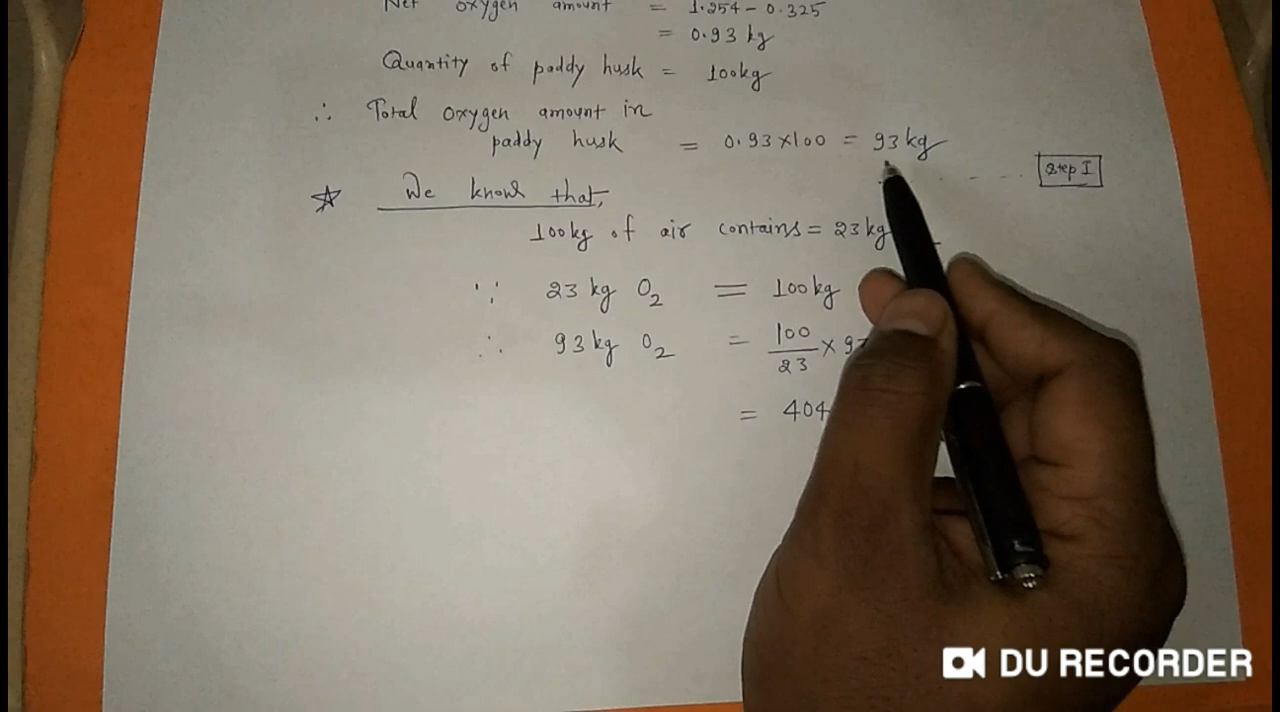 Net oxygen amount = 1.254 - 0.325
= 0.93 kg
Quantity of paddy husk = 100kg
∴ Total oxygen amount in
paddy husk = 0.93 × 100 = 93 kg
Step I
☆ We know that,
100kg of air contains = 23 kg
∵ 23 kg O2 = 100 kg
∴ 93 kg O2 = 100/23 × 9
= 404
DU RECORDER